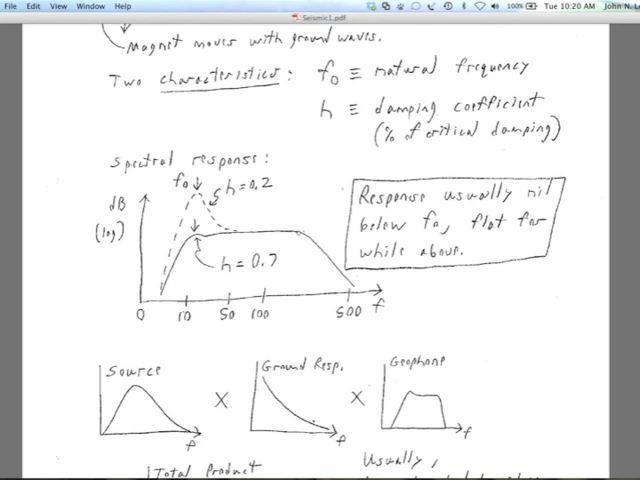 File Edit View Insert Tools Window Help
100%
Tue 10:20 AM John N. L
Seismic1.pdf
Magnet moves with ground waves.
Two characteristics: f₀ ≡ natural frequency
h ≡ damping coefficient
(% of critical damping)
Spectral response:
f₀
h=0.2
dB
(log)
h=0.7
0 10 50 100 500 f
Response usually nil
below f₀, flat for
while above.
Source X Ground Resp. X Geophone
f f f
Total Product
Usually,